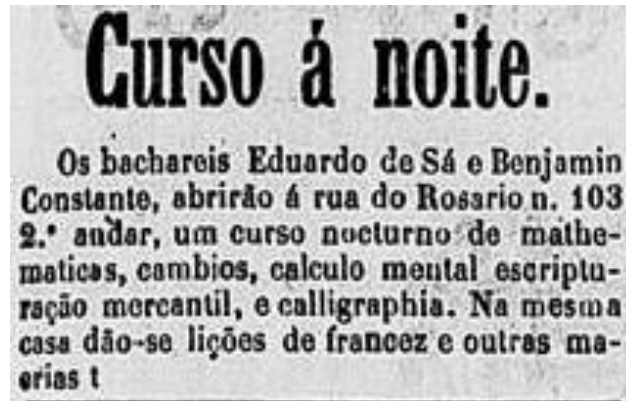 Curso á noite.
Os bachareis Eduardo de Sá e Benjamin
Constante, abrirão á rua do Rosario n. 103
2.º andar, um curso nocturno de mathe-
maticas, cambios, calculo mental escriptu-
ração mercantil, e calligraphia. Na mesma
casa dão-se lições de francez e outras ma-
erias t